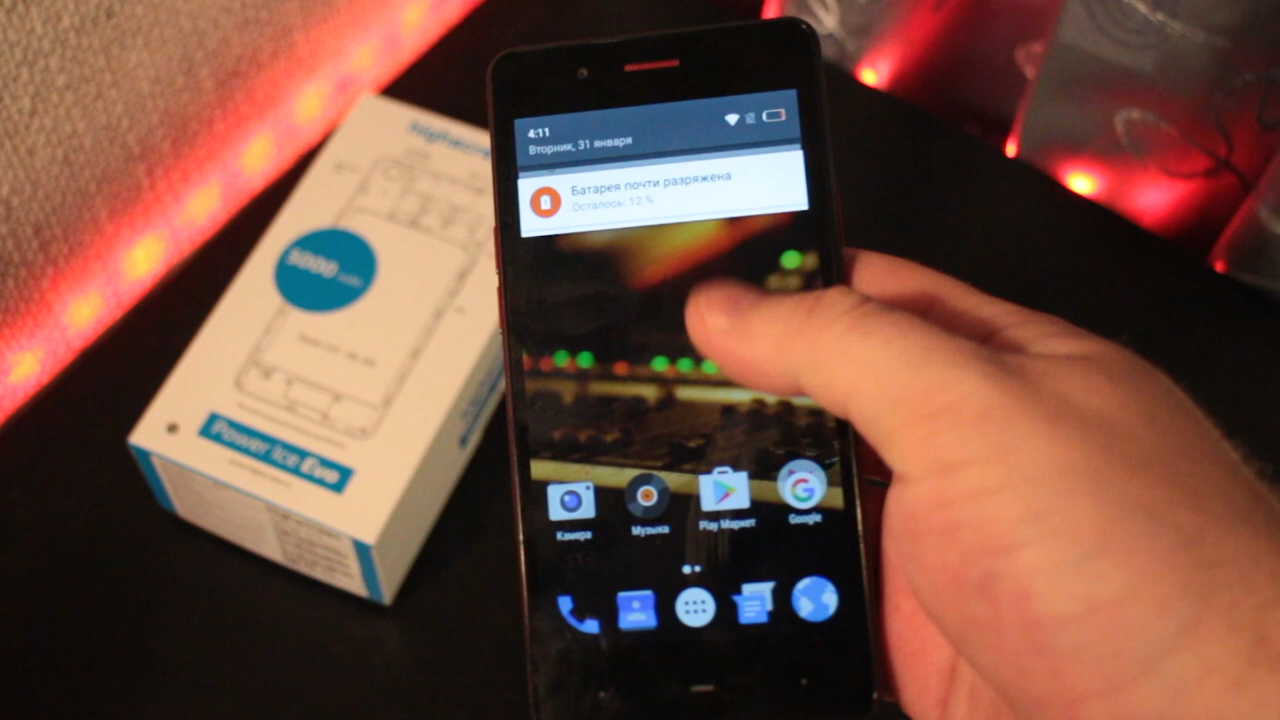 4:11
Вторник, 31 января
Батарея почти разряжена
Осталось: 12 %
5000 mAh
Power Ice Evo
Камера
Музыка
Play Маркет
Google